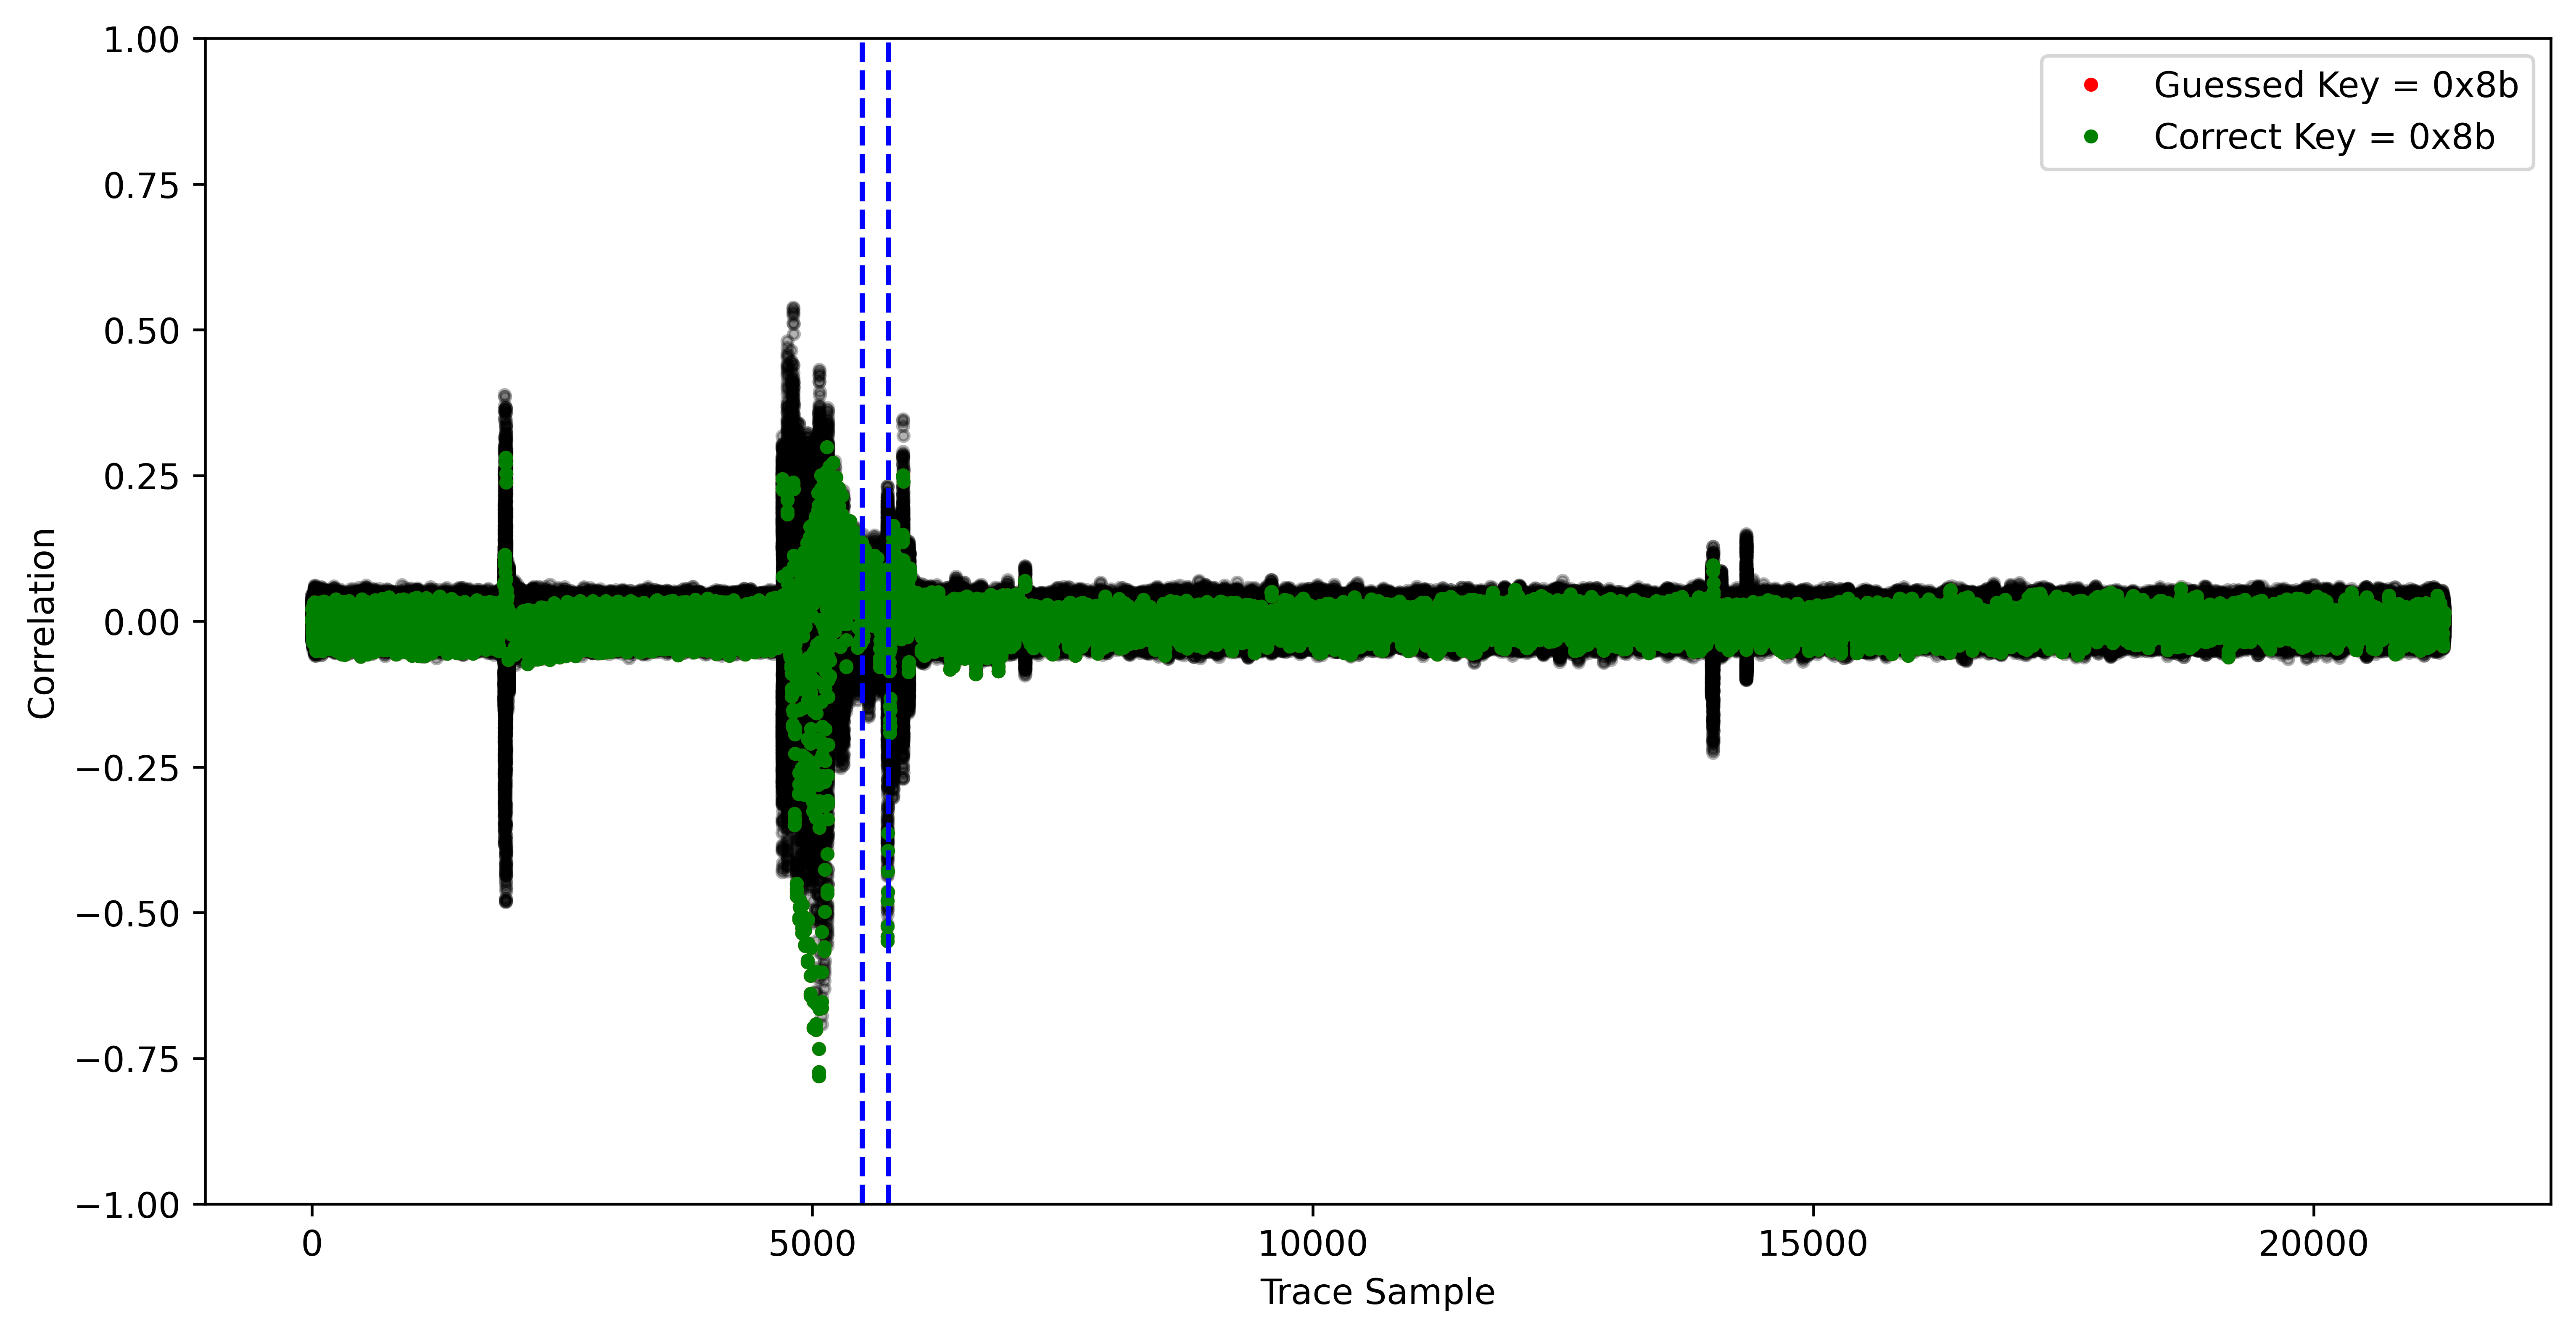 1.00
0.75
0.50
0.25
0.00
−0.25
−0.50
−0.75
−1.00
Correlation
Guessed Key = 0x8b
Correct Key = 0x8b
0 5000 10000 15000 20000
Trace Sample